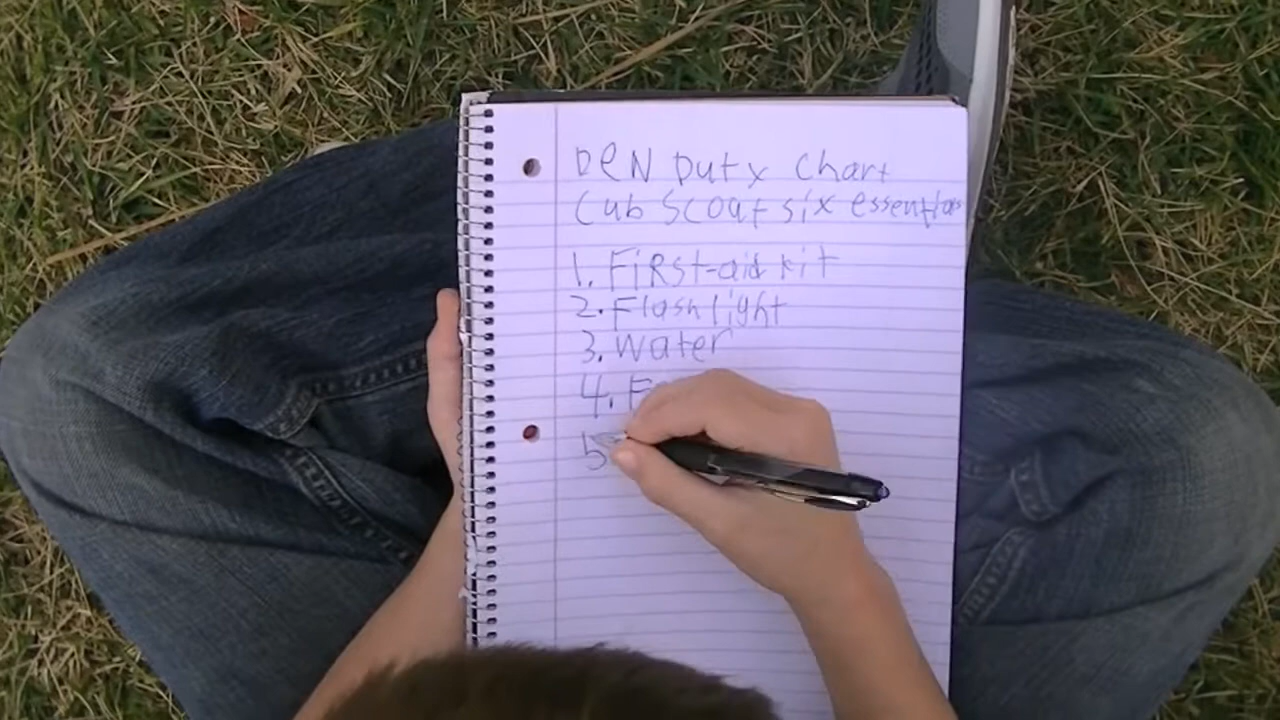 DeN Duty Chart
Cub Scout six essentials
1. FiRst-aid kit
2. Flashlight
3. Water
4.
5